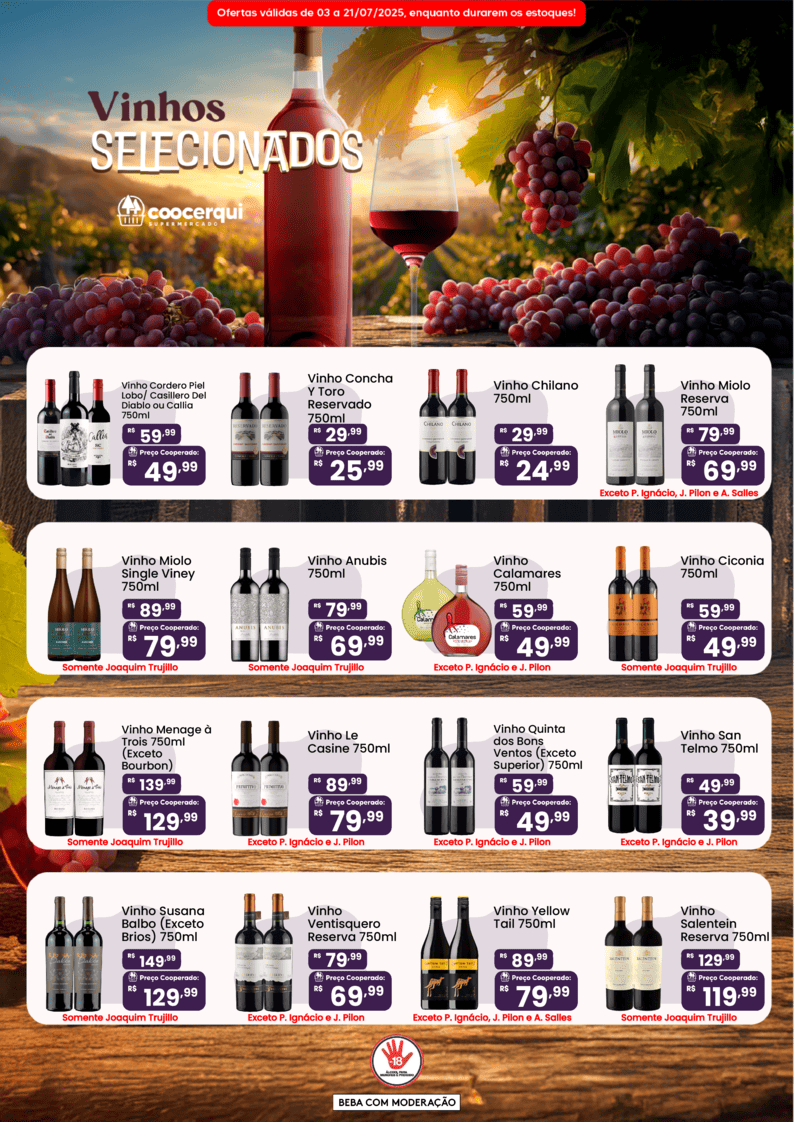 Ofertas válidas de 03 a 21/07/2025, enquanto durarem os estoques!
Vinhos
SELECIONADOS
coocerqui
SUPERMERCADO
Vinho Cordero Piel
Lobo/ Casillero Del
Diablo ou Callia
750ml
R$ 59,99
Preço Cooperado:
R$ 49,99
Vinho Concha
Y Toro
Reservado
750ml
R$ 29,99
Preço Cooperado:
R$ 25,99
Vinho Chilano
750ml
R$ 29,99
Preço Cooperado:
R$ 24,99
Vinho Miolo
Reserva
750ml
R$ 79,99
Preço Cooperado:
R$ 69,99
Exceto P. Ignácio, J. Pilon e A. Salles
Vinho Miolo
Single Viney
750ml
R$ 89,99
Preço Cooperado:
R$ 79,99
Somente Joaquim Trujillo
Vinho Anubis
750ml
R$ 79,99
Preço Cooperado:
R$ 69,99
Somente Joaquim Trujillo
Vinho
Calamares
750ml
R$ 59,99
Preço Cooperado:
R$ 49,99
Exceto P. Ignácio e J. Pilon
Vinho Ciconia
750ml
R$ 59,99
Preço Cooperado:
R$ 49,99
Somente Joaquim Trujillo
Vinho Menage à
Trois 750ml
(Exceto
Bourbon)
R$ 139,99
Preço Cooperado:
R$ 129,99
Somente Joaquim Trujillo
Vinho Le
Casine 750ml
R$ 89,99
Preço Cooperado:
R$ 79,99
Exceto P. Ignácio e J. Pilon
Vinho Quinta
dos Bons
Ventos (Exceto
Superior) 750ml
R$ 59,99
Preço Cooperado:
R$ 49,99
Exceto P. Ignácio e J. Pilon
Vinho San
Telmo 750ml
R$ 49,99
Preço Cooperado:
R$ 39,99
Exceto P. Ignácio e J. Pilon
Vinho Susana
Balbo (Exceto
Brios) 750ml
R$ 149,99
Preço Cooperado:
R$ 129,99
Somente Joaquim Trujillo
Vinho
Ventisquero
Reserva 750ml
R$ 79,99
Preço Cooperado:
R$ 69,99
Exceto P. Ignácio e J. Pilon
Vinho Yellow
Tail 750ml
R$ 89,99
Preço Cooperado:
R$ 79,99
Exceto P. Ignácio, J. Pilon e A. Salles
Vinho
Salentein
Reserva 750ml
R$ 129,99
Preço Cooperado:
R$ 119,99
Somente Joaquim Trujillo
-18
BEBA COM MODERAÇÃO